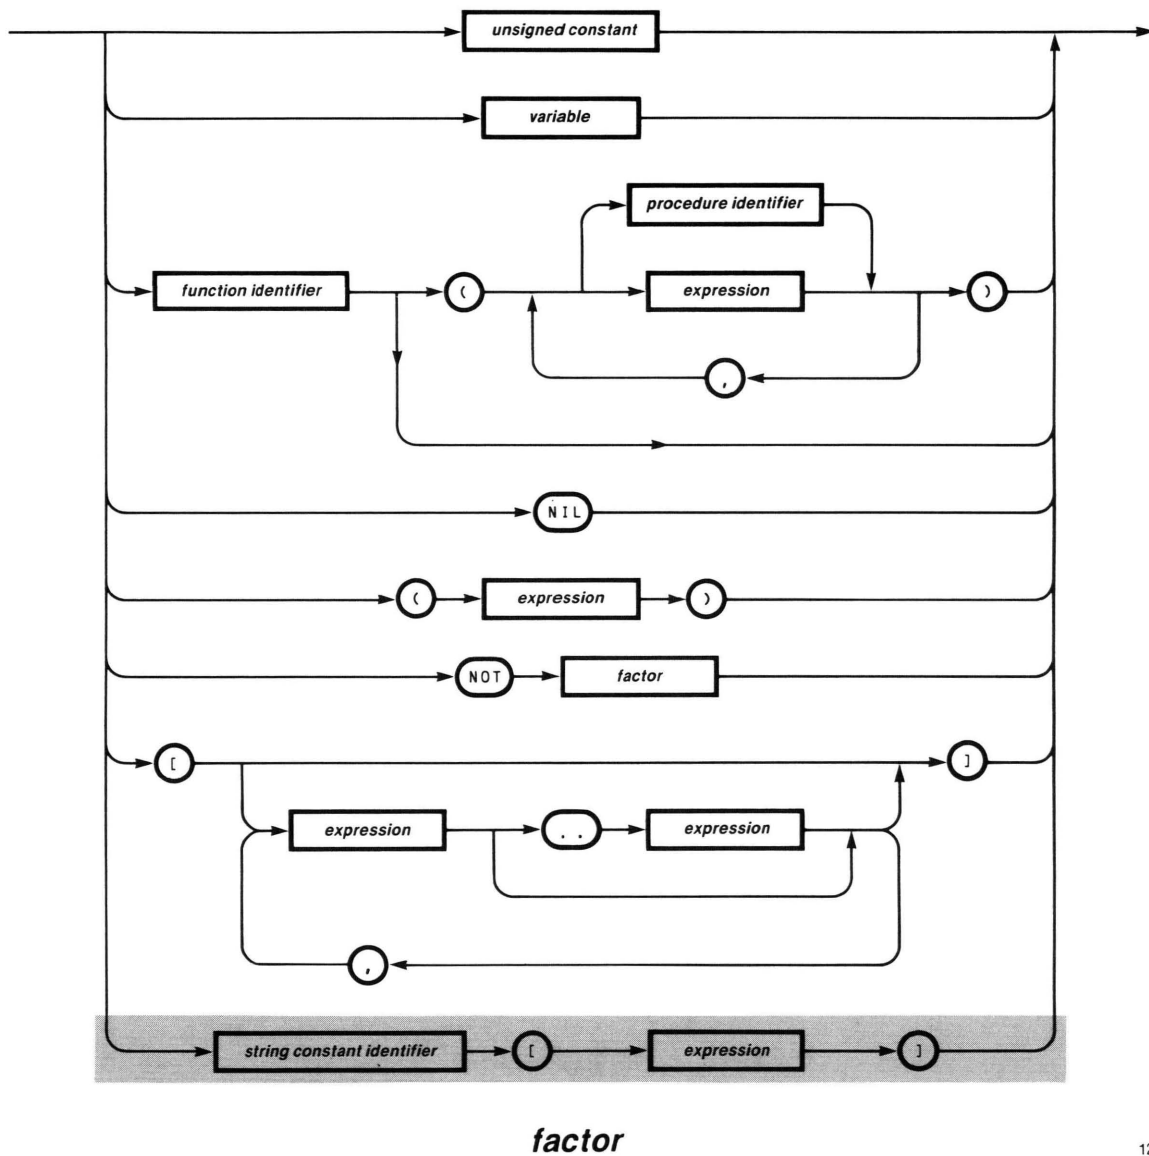 unsigned constant
variable
procedure identifier
function identifier ( expression )
,
NIL
( expression )
NOT factor
[ ]
expression .. expression
,
string constant identifier [ expression ]
factor
12